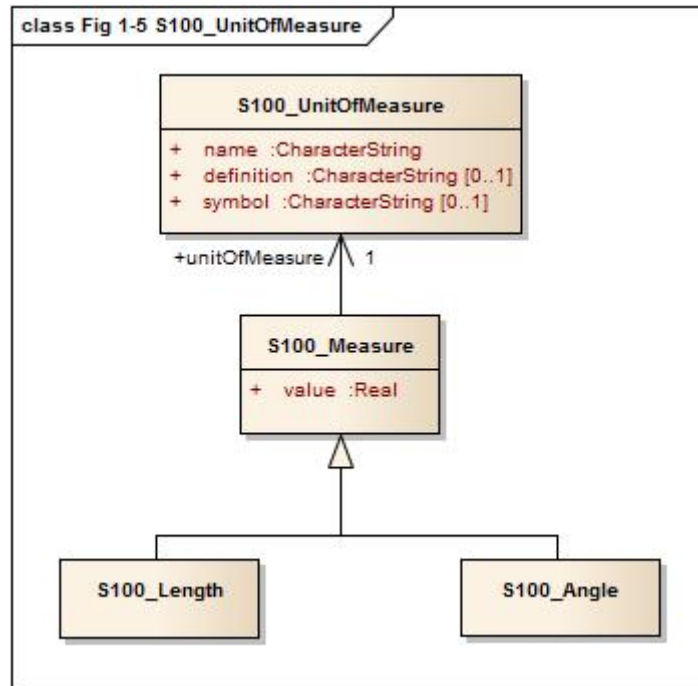 class Fig 1-5 S100_UnitOfMeasure
S100_UnitOfMeasure
+ name :CharacterString
+ definition :CharacterString [0..1]
+ symbol :CharacterString [0..1]
+unitOfMeasure 1
S100_Measure
+ value :Real
S100_Length
S100_Angle